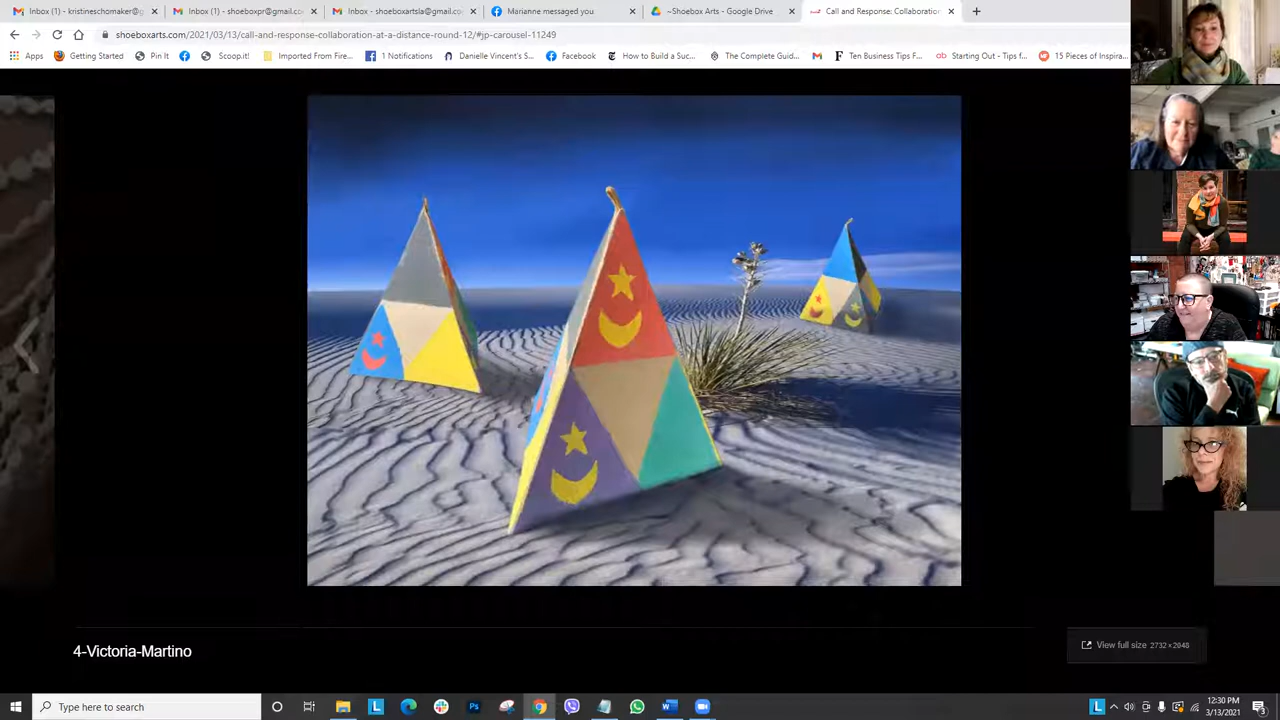 Inbox (1) - kristineschomaker@g
Inbox (1) - shoeboxpr@gmail.co
Inbox - shoeboxartsla@gmail.co
Marianne messaged you
~Shoebox Arts - Google Drive
Call and Response: Collaboratio
shoeboxarts.com/2021/03/13/call-and-response-collaboration-at-a-distance-round-12/#jp-carousel-11249
Apps
Getting Started
Pin It
Scoop.it!
Imported From Fire...
1 Notifications
Danielle Vincent's S...
Facebook
How to Build a Suc...
The Complete Guid...
Ten Business Tips F...
Starting Out - Tips f...
15 Pieces of Inspira...
4-Victoria-Martino
View full size 2732×2048
Type here to search
12:30 PM
3/13/2021